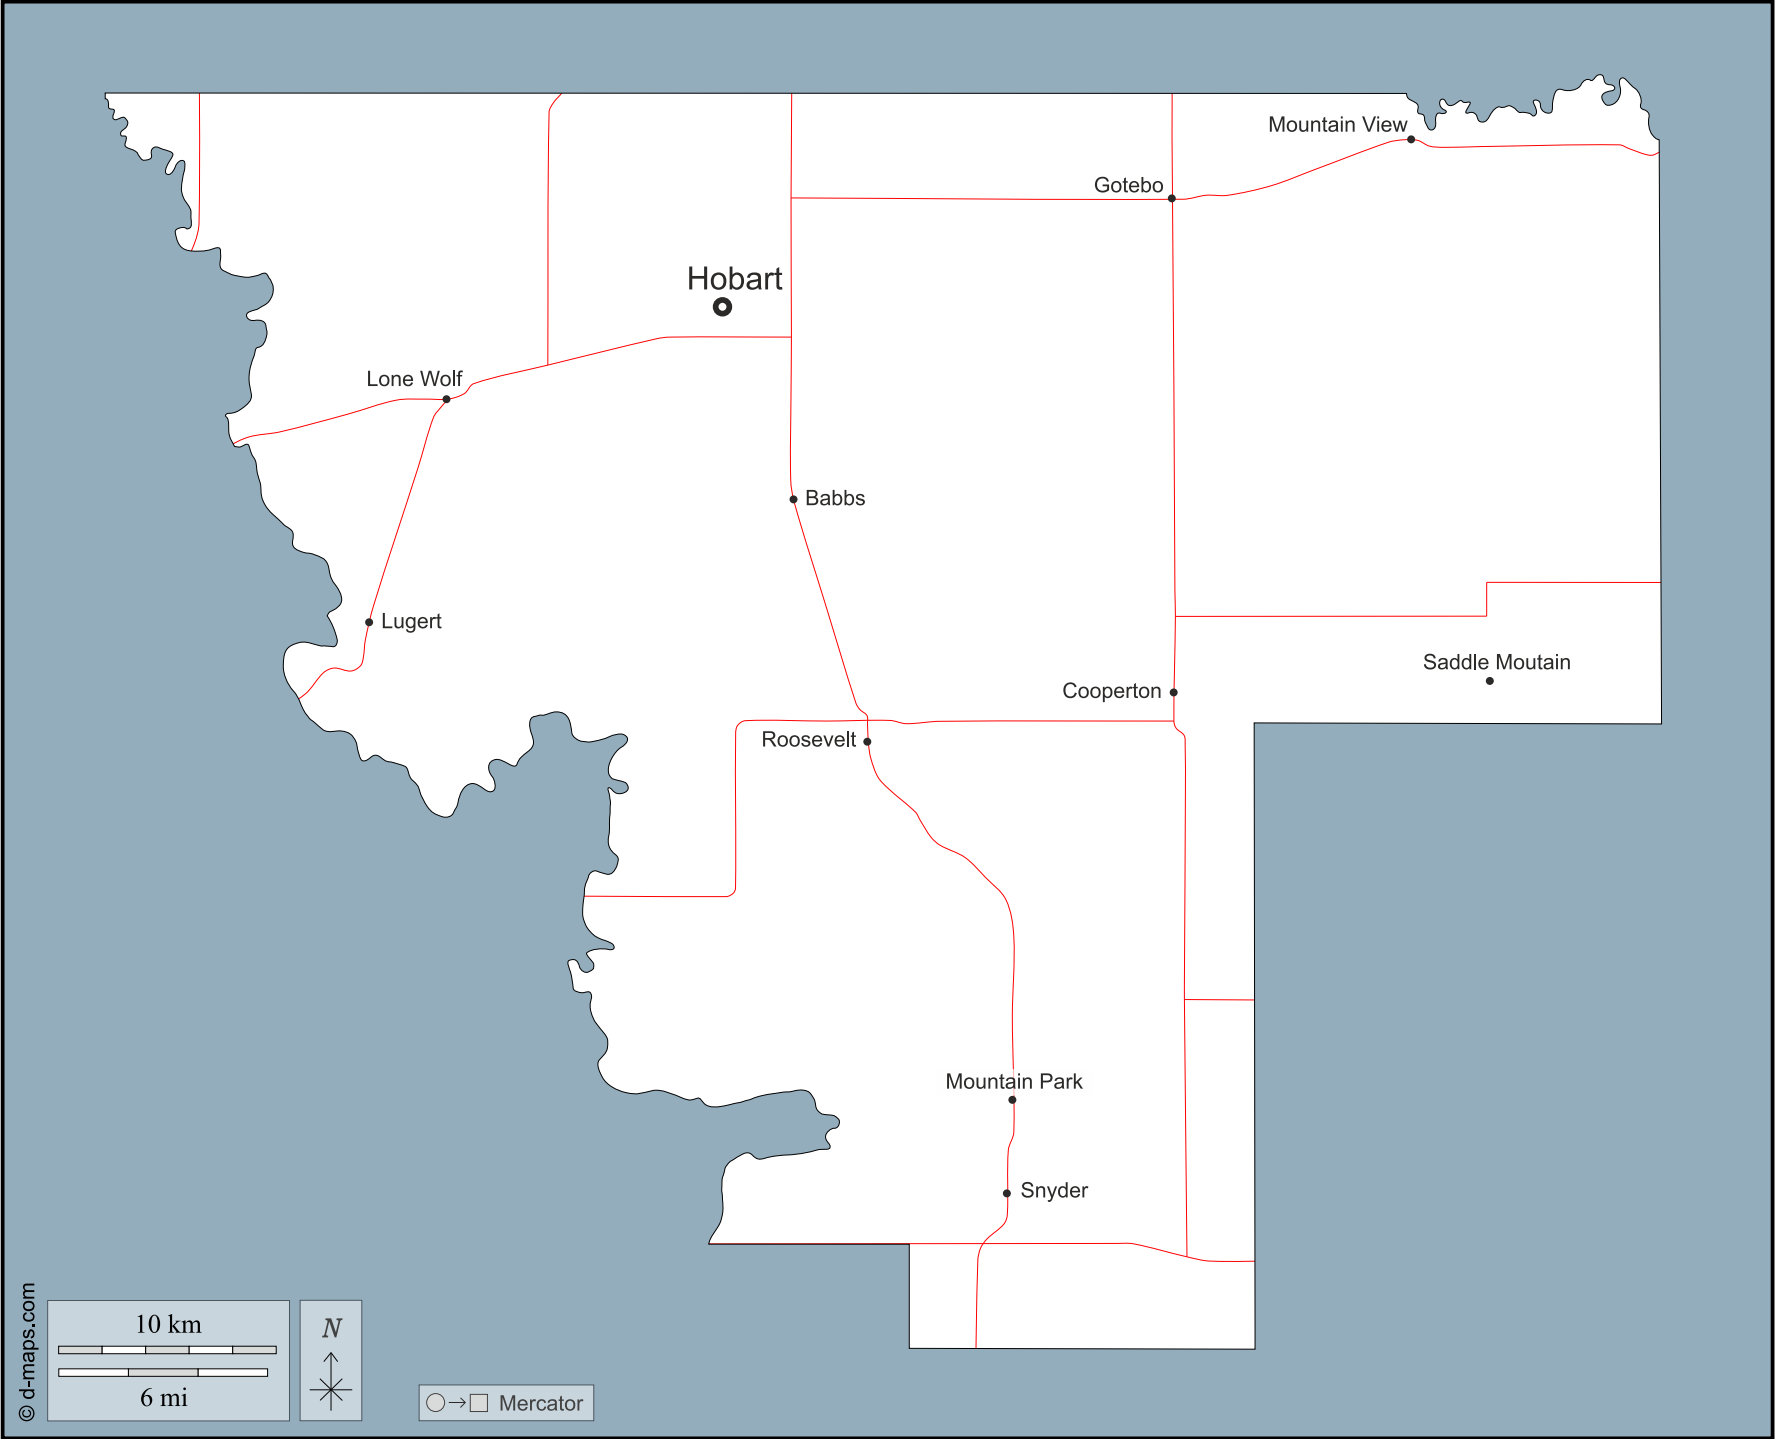 Mountain View
Gotebo
Hobart
Lone Wolf
Babbs
Lugert
Saddle Moutain
Cooperton
Roosevelt
Mountain Park
Snyder
© d-maps.com
10 km
6 mi
N
Mercator